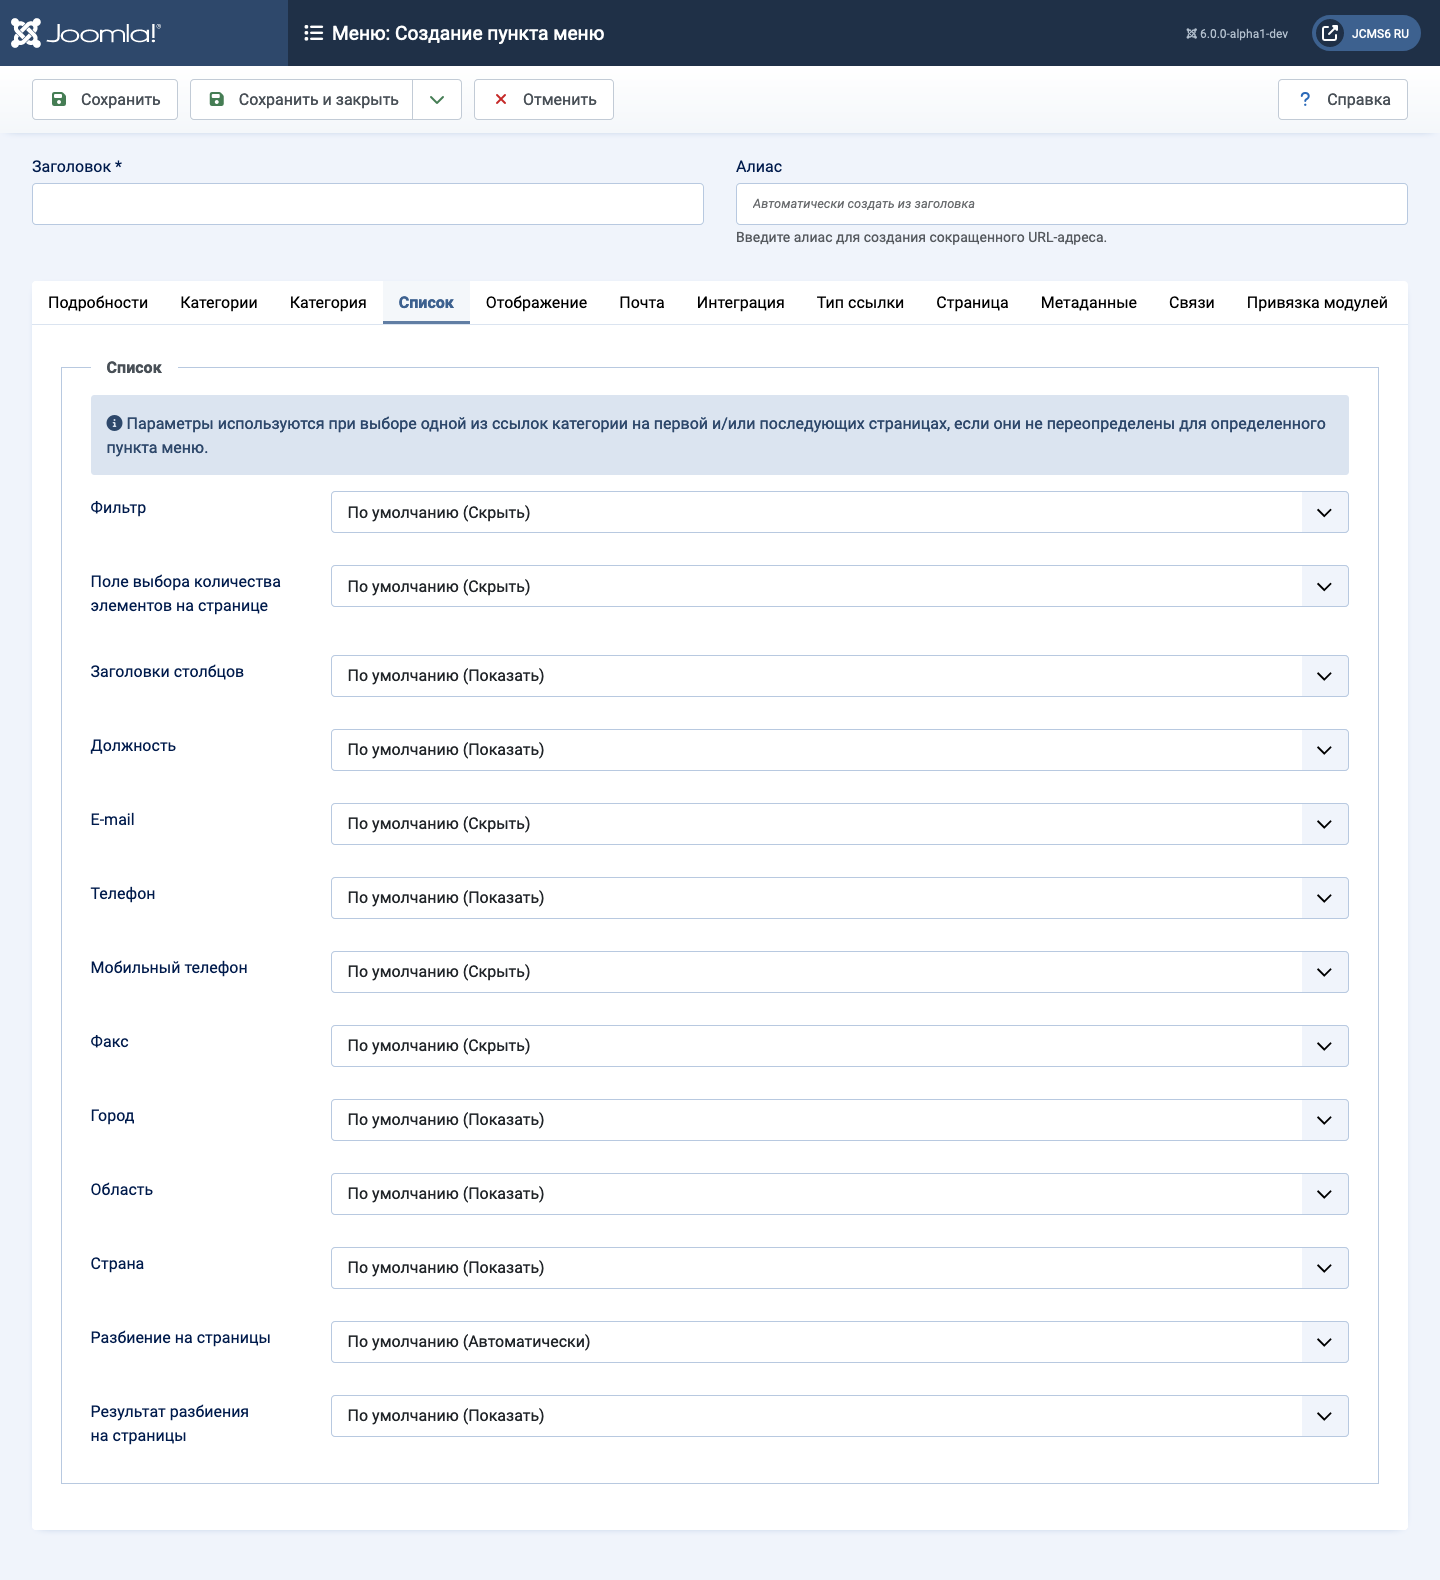 Joomla!®
Меню: Создание пункта меню
6.0.0-alpha1-dev
JCMS6 RU
Сохранить
Сохранить и закрыть
Отменить
? Справка
Заголовок *
Алиас
Автоматически создать из заголовка
Введите алиас для создания сокращенного URL-адреса.
Подробности Категории Категория Список Отображение Почта Интеграция Тип ссылки Страница Метаданные Связи Привязка модулей
Список
Параметры используются при выборе одной из ссылок категории на первой и/или последующих страницах, если они не переопределены для определенного
пункта меню.
Фильтр
По умолчанию (Скрыть)
Поле выбора количества
элементов на странице
По умолчанию (Скрыть)
Заголовки столбцов
По умолчанию (Показать)
Должность
По умолчанию (Показать)
E-mail
По умолчанию (Скрыть)
Телефон
По умолчанию (Показать)
Мобильный телефон
По умолчанию (Скрыть)
Факс
По умолчанию (Скрыть)
Город
По умолчанию (Показать)
Область
По умолчанию (Показать)
Страна
По умолчанию (Показать)
Разбиение на страницы
По умолчанию (Автоматически)
Результат разбиения
на страницы
По умолчанию (Показать)